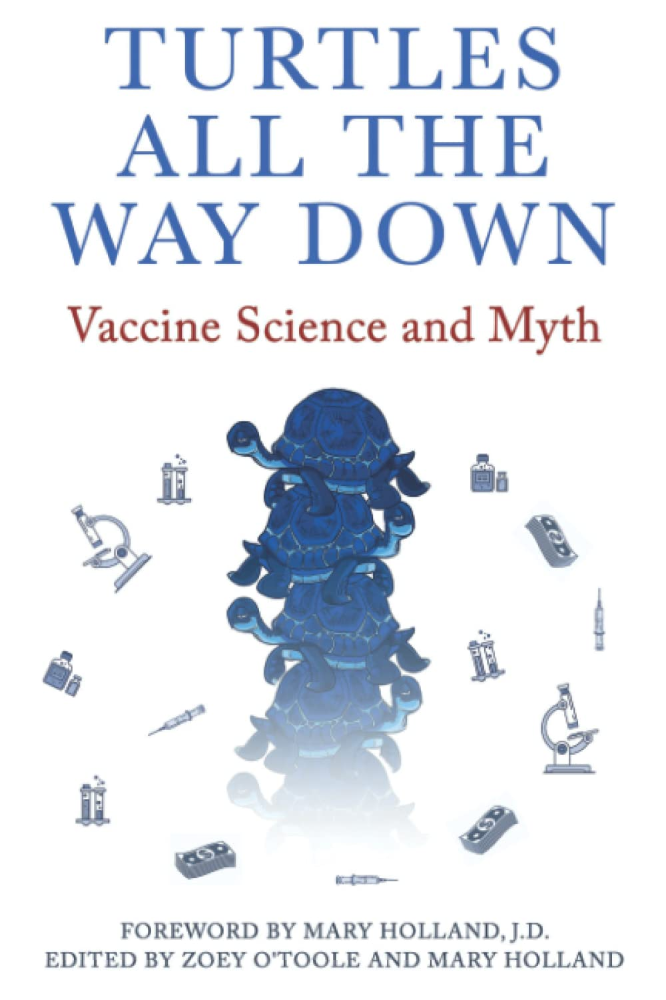 TURTLES
ALL THE
WAY DOWN
Vaccine Science and Myth
FOREWORD BY MARY HOLLAND, J.D.
EDITED BY ZOEY O'TOOLE AND MARY HOLLAND